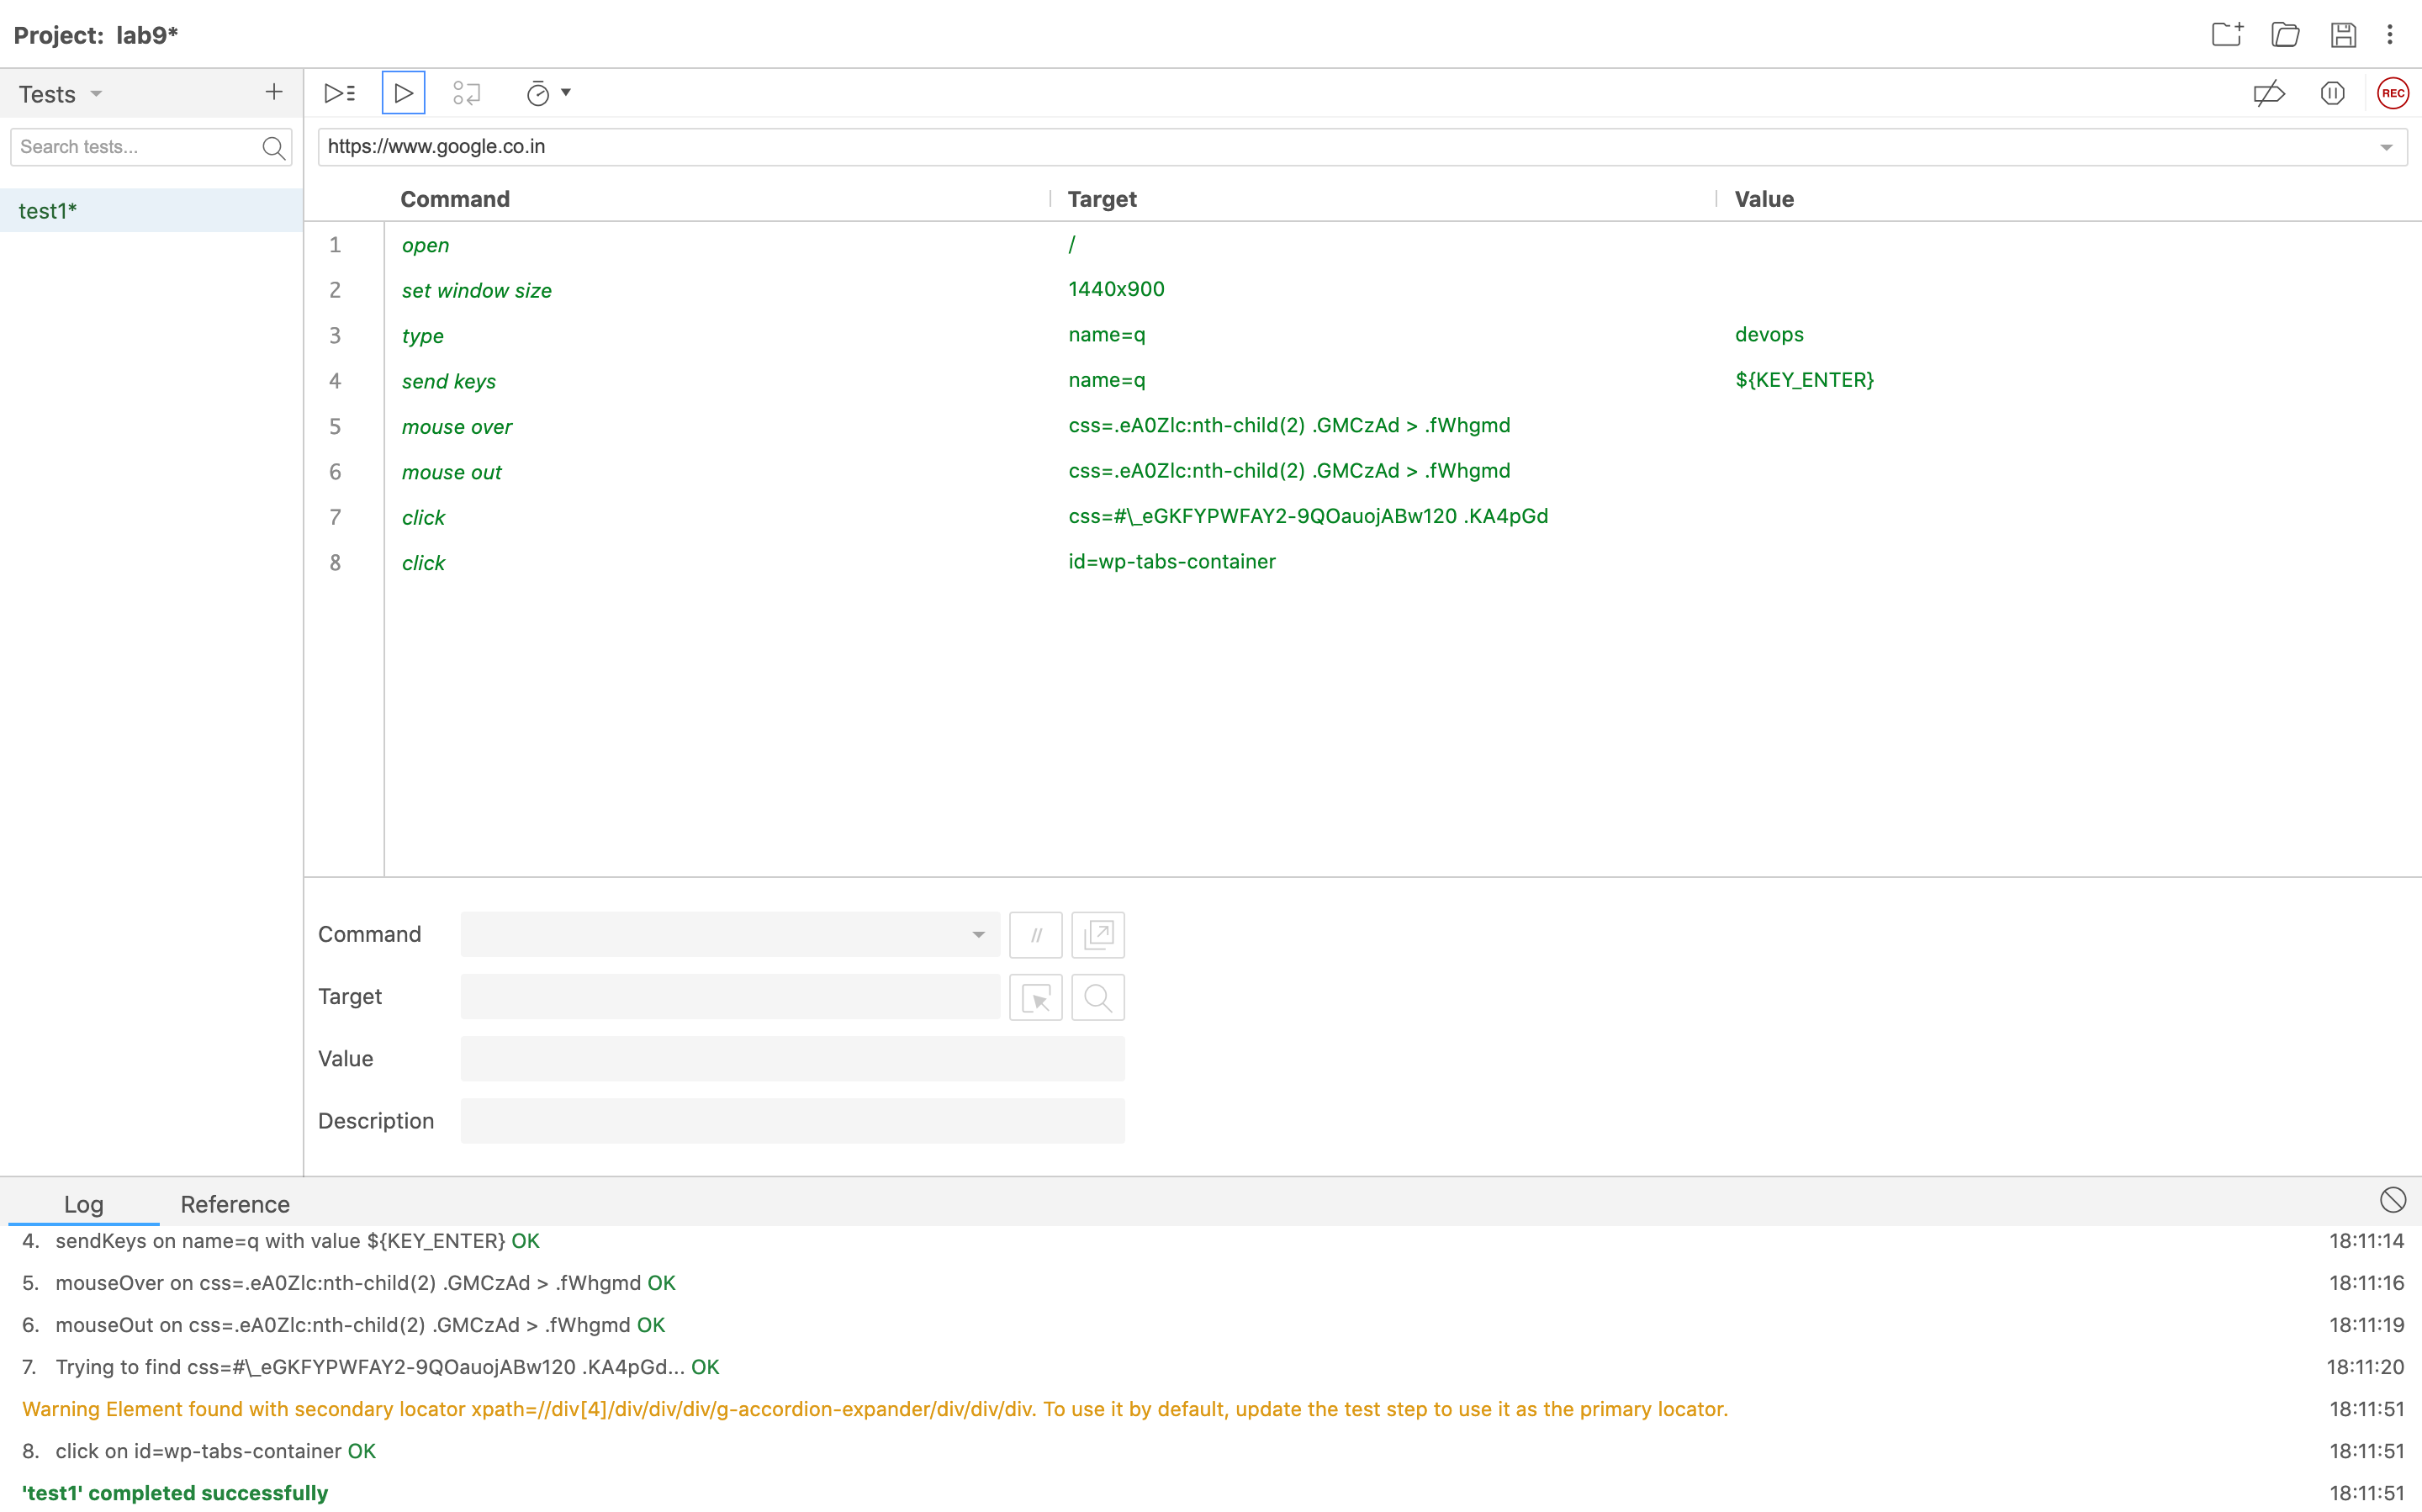 Project: lab9*
Tests
REC
Search tests...
https://www.google.co.in
Command Target Value
test1*
1 open /
2 set window size 1440x900
3 type name=q devops
4 send keys name=q ${KEY_ENTER}
5 mouse over css=.eA0Zlc:nth-child(2) .GMCzAd > .fWhgmd
6 mouse out css=.eA0Zlc:nth-child(2) .GMCzAd > .fWhgmd
7 click css=#\_eGKFYPWFAY2-9QOauojABw120 .KA4pGd
8 click id=wp-tabs-container
Command //
Target
Value
Description
Log Reference
4. sendKeys on name=q with value ${KEY_ENTER} OK 18:11:14
5. mouseOver on css=.eA0Zlc:nth-child(2) .GMCzAd > .fWhgmd OK 18:11:16
6. mouseOut on css=.eA0Zlc:nth-child(2) .GMCzAd > .fWhgmd OK 18:11:19
7. Trying to find css=#\_eGKFYPWFAY2-9QOauojABw120 .KA4pGd... OK 18:11:20
Warning Element found with secondary locator xpath=//div[4]/div/div/div/g-accordion-expander/div/div/div. To use it by default, update the test step to use it as the primary locator. 18:11:51
8. click on id=wp-tabs-container OK 18:11:51
'test1' completed successfully 18:11:51